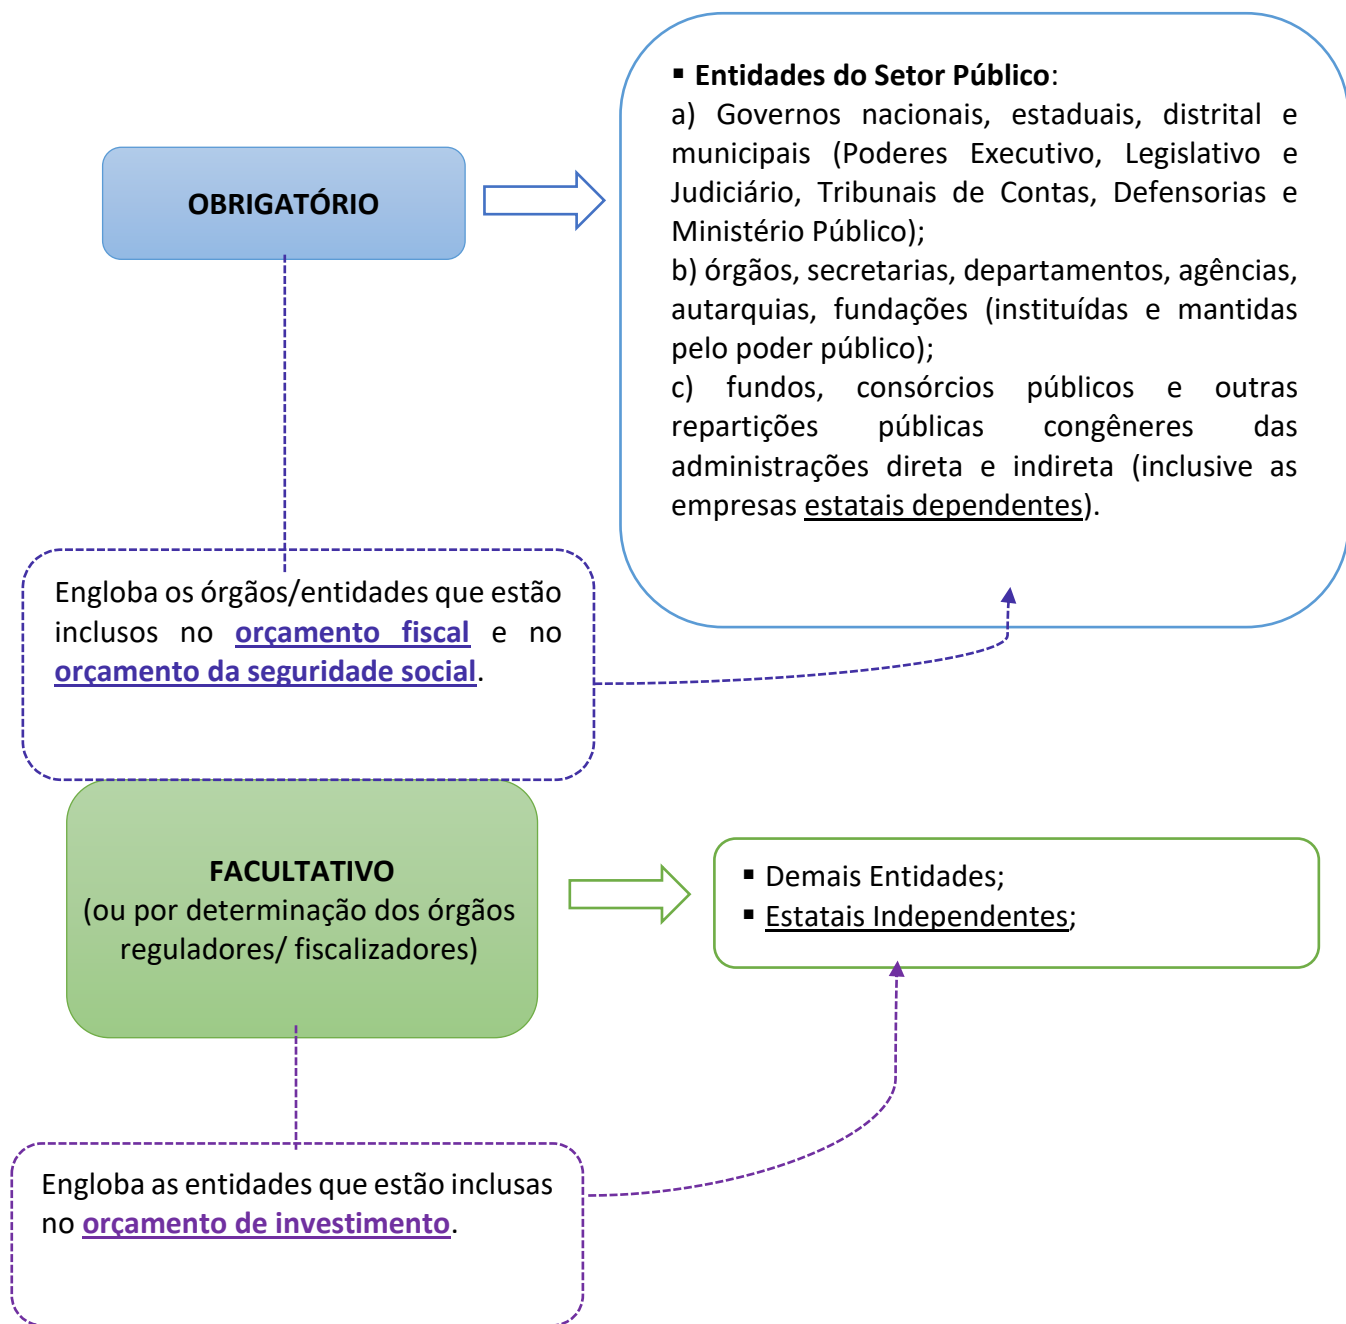 ▪ Entidades do Setor Público:
a) Governos nacionais, estaduais, distrital e
municipais (Poderes Executivo, Legislativo e
Judiciário, Tribunais de Contas, Defensorias e
Ministério Público);
b) órgãos, secretarias, departamentos, agências,
autarquias, fundações (instituídas e mantidas
pelo poder público);
c) fundos, consórcios públicos e outras
repartições públicas congêneres das
administrações direta e indireta (inclusive as
empresas estatais dependentes).
OBRIGATÓRIO
Engloba os órgãos/entidades que estão
inclusos no orçamento fiscal e no
orçamento da seguridade social.
FACULTATIVO
(ou por determinação dos órgãos
reguladores/ fiscalizadores)
▪ Demais Entidades;
▪ Estatais Independentes;
Engloba as entidades que estão inclusas
no orçamento de investimento.